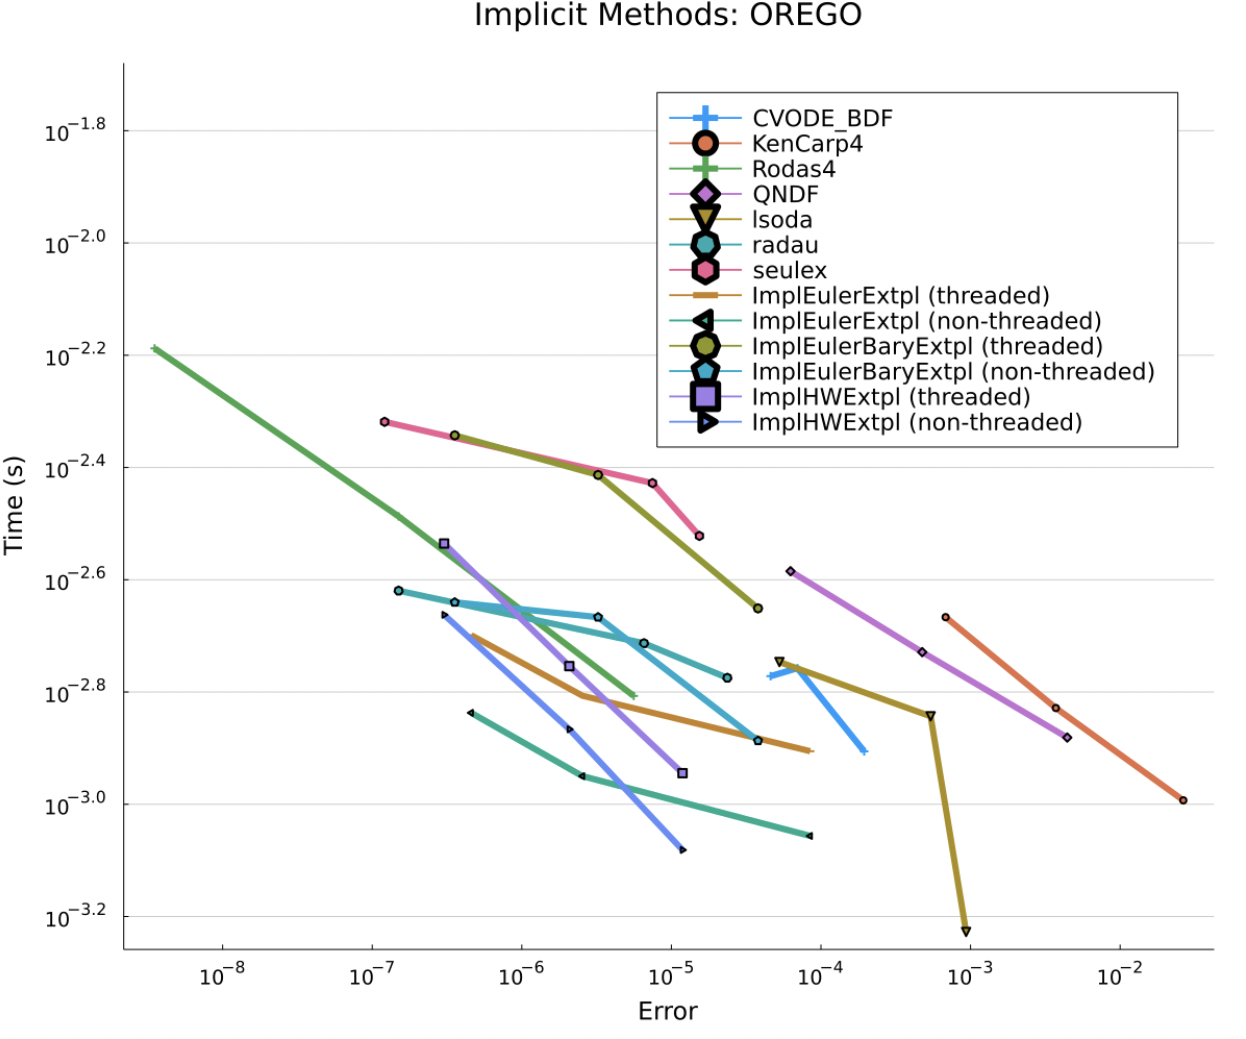 Implicit Methods: OREGO
CVODE_BDF
KenCarp4
Rodas4
QNDF
lsoda
radau
seulex
ImplEulerExtpl (threaded)
ImplEulerExtpl (non-threaded)
ImplEulerBaryExtpl (threaded)
ImplEulerBaryExtpl (non-threaded)
ImplHWExtpl (threaded)
ImplHWExtpl (non-threaded)
Time (s)
10^−1.8
10^−2.0
10^−2.2
10^−2.4
10^−2.6
10^−2.8
10^−3.0
10^−3.2
10^−8 10^−7 10^−6 10^−5 10^−4 10^−3 10^−2
Error